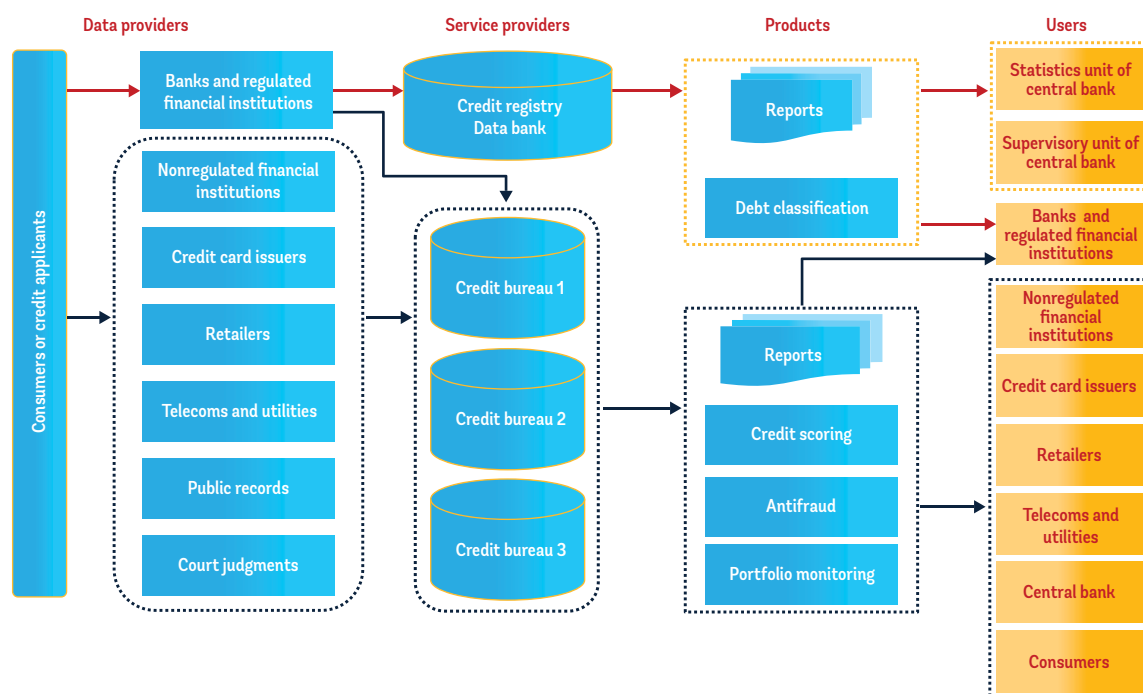 Data providers
Service providers
Products
Users
Consumers or credit applicants
Banks and regulated
financial institutions
Nonregulated financial
institutions
Credit card issuers
Retailers
Telecoms and utilities
Public records
Court judgments
Credit registry
Data bank
Credit bureau 1
Credit bureau 2
Credit bureau 3
Reports
Debt classification
Reports
Credit scoring
Antifraud
Portfolio monitoring
Statistics unit of
central bank
Supervisory unit of
central bank
Banks and
regulated financial
institutions
Nonregulated
financial
institutions
Credit card issuers
Retailers
Telecoms and
utilities
Central bank
Consumers